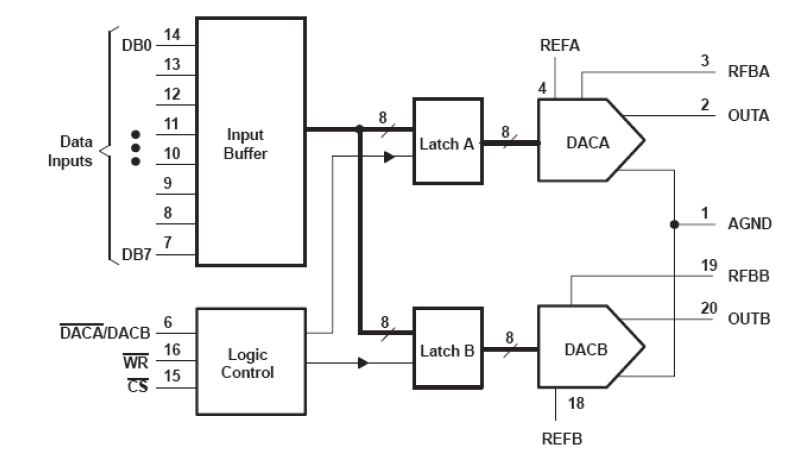 DB0 14
13
12
11
10
9
8
DB7 7
Data
Inputs
Input
Buffer
8
Latch A
8
REFA
4
DACA
3 RFBA
2 OUTA
1 AGND
19 RFBB
20 OUTB
DACA/DACB 6
WR 16
CS 15
Logic
Control
8
Latch B
8
DACB
18
REFB